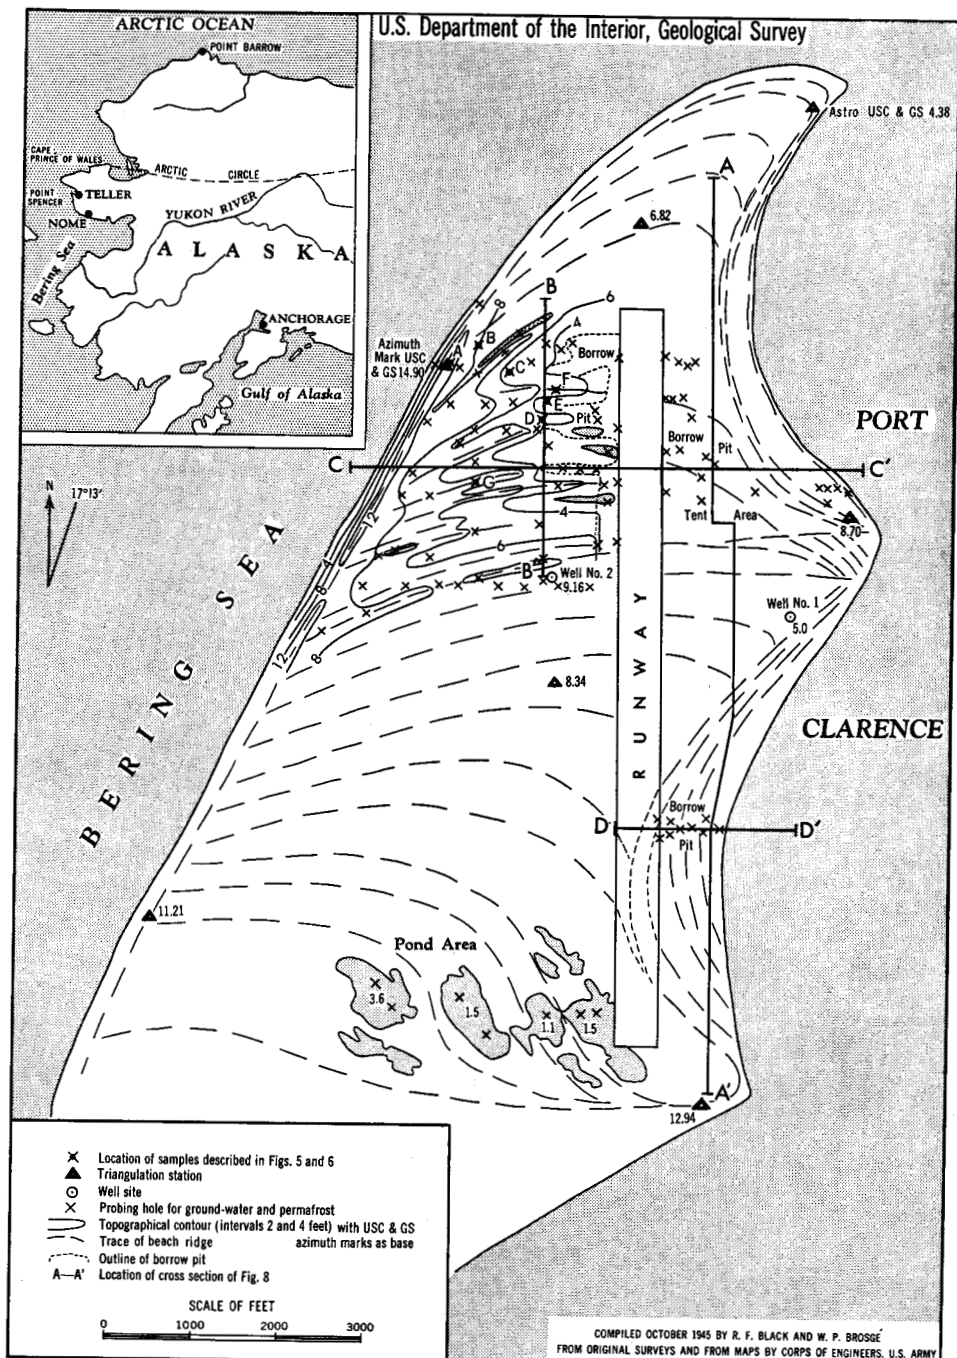 U.S. Department of the Interior, Geological Survey
ARCTIC OCEAN
POINT BARROW
CAPE
PRINCE OF WALES
ARCTIC CIRCLE
POINT
SPENCER
TELLER
NOME
YUKON RIVER
ALASKA
Bering Sea
ANCHORAGE
Gulf of Alaska
Astro USC & GS 4.38
A
6.82
B
6
8
4
A
B
Azimuth
Mark USC
& GS 14.90
Borrow
C
F
E
D
Pit
PORT
Borrow
Pit
C
C'
N
17°13'
G
12
4
Tent Area
8.70
6
4
8
B'
Well No. 2
9.16
Well No. 1
5.0
12
8
BERING SEA
RUNWAY
8.34
CLARENCE
Borrow
D
D'
Pit
11.21
Pond Area
3.6
1.5
1.1
1.5
A'
12.94
Location of samples described in Figs. 5 and 6
Triangulation station
Well site
Probing hole for ground-water and permafrost
Topographical contour (intervals 2 and 4 feet) with USC & GS
Trace of beach ridge azimuth marks as base
Outline of borrow pit
A—A' Location of cross section of Fig. 8
SCALE OF FEET
0 1000 2000 3000
COMPILED OCTOBER 1945 BY R. F. BLACK AND W. P. BROSGÉ
FROM ORIGINAL SURVEYS AND FROM MAPS BY CORPS OF ENGINEERS, U.S. ARMY